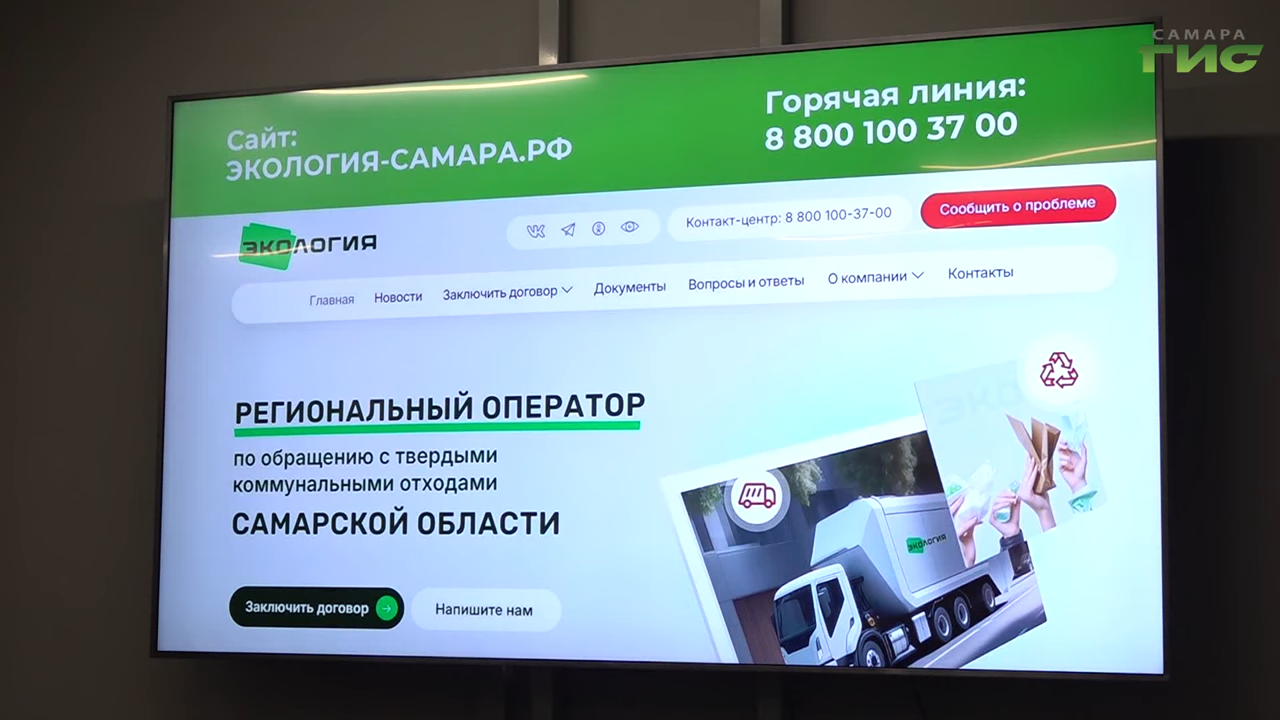 САМАРА
ГИС
Сайт:
ЭКОЛОГИЯ-САМАРА.РФ
Горячая линия:
8 800 100 37 00
ЭКОЛОГИЯ
Контакт-центр: 8 800 100-37-00
Сообщить о проблеме
Главная Новости Заключить договор Документы Вопросы и ответы О компании Контакты
РЕГИОНАЛЬНЫЙ ОПЕРАТОР
по обращению с твердыми
коммунальными отходами
САМАРСКОЙ ОБЛАСТИ
Заключить договор
Напишите нам
ЭКО
ЭКОЛОГИЯ